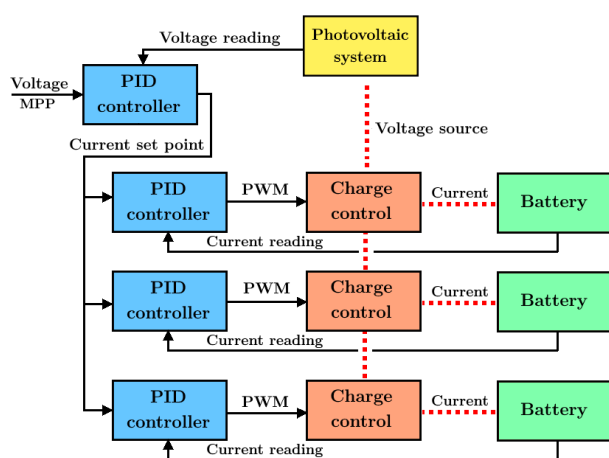 Voltage reading
Photovoltaic
system
Voltage
MPP
PID
controller
Voltage source
Current set point
PID
controller
PWM
Charge
control
Current
Battery
Current reading
PID
controller
PWM
Charge
control
Current
Battery
Current reading
PID
controller
PWM
Charge
control
Current
Battery
Current reading